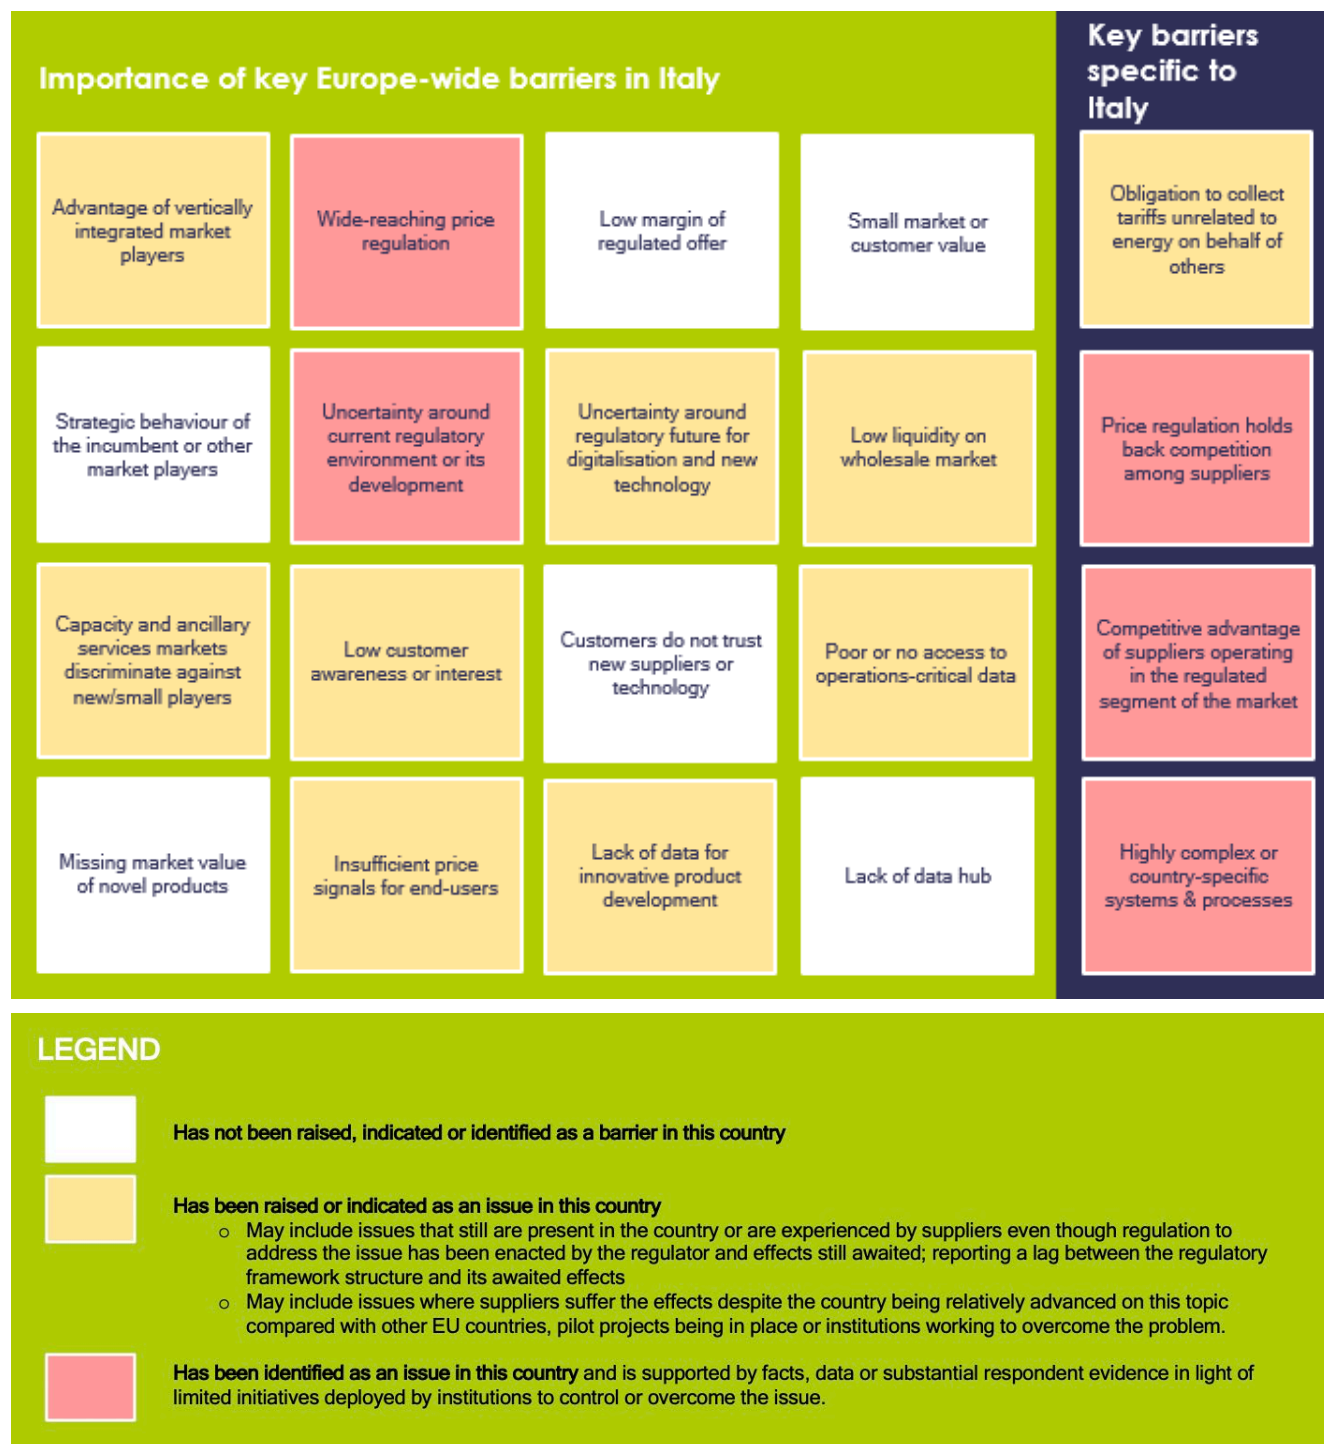 Importance of key Europe-wide barriers in Italy
Key barriers
specific to
Italy
Advantage of vertically
integrated market
players
Wide-reaching price
regulation
Low margin of
regulated offer
Small market or
customer value
Obligation to collect
tariffs unrelated to
energy on behalf of
others
Strategic behaviour of
the incumbent or other
market players
Uncertainty around
current regulatory
environment or its
development
Uncertainty around
regulatory future for
digitalisation and new
technology
Low liquidity on
wholesale market
Price regulation holds
back competition
among suppliers
Capacity and ancillary
services markets
discriminate against
new/small players
Low customer
awareness or interest
Customers do not trust
new suppliers or
technology
Poor or no access to
operations-critical data
Competitive advantage
of suppliers operating
in the regulated
segment of the market
Missing market value
of novel products
Insufficient price
signals for end-users
Lack of data for
innovative product
development
Lack of data hub
Highly complex or
country-specific
systems & processes
LEGEND
Has not been raised, indicated or identified as a barrier in this country
Has been raised or indicated as an issue in this country
o May include issues that still are present in the country or are experienced by suppliers even though regulation to
address the issue has been enacted by the regulator and effects still awaited; reporting a lag between the regulatory
framework structure and its awaited effects
o May include issues where suppliers suffer the effects despite the country being relatively advanced on this topic
compared with other EU countries, pilot projects being in place or institutions working to overcome the problem.
Has been identified as an issue in this country and is supported by facts, data or substantial respondent evidence in light of
limited initiatives deployed by institutions to control or overcome the issue.